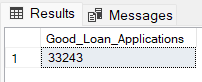 Results Messages
Good_Loan_Applications
1 33243